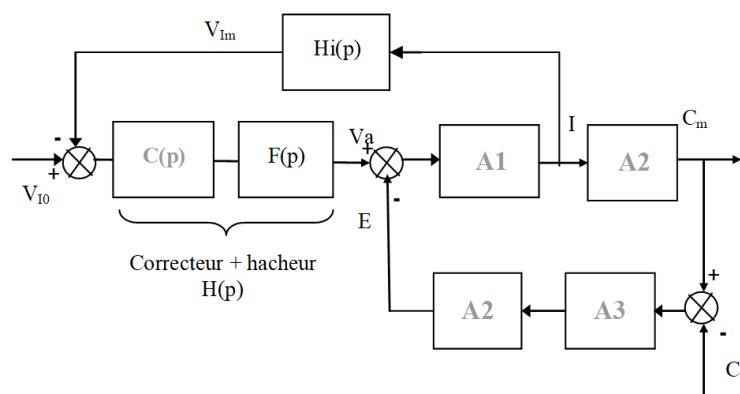 V_Im
Hi(p)
-
C(p)
F(p)
Va
+
A1
I
A2
C_m
+
V_I0
-
E
Correcteur + hacheur
H(p)
A2
A3
+
-
C